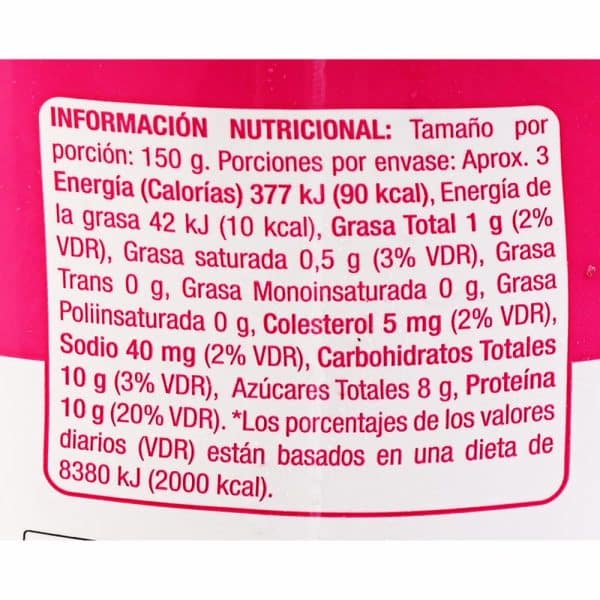 INFORMACIÓN NUTRICIONAL: Tamaño por
porción: 150 g. Porciones por envase: Aprox. 3
Energía (Calorías) 377 kJ (90 kcal), Energía de
la grasa 42 kJ (10 kcal), Grasa Total 1 g (2%
VDR), Grasa saturada 0,5 g (3% VDR), Grasa
Trans 0 g, Grasa Monoinsaturada 0 g, Grasa
Poliinsaturada 0 g, Colesterol 5 mg (2% VDR),
Sodio 40 mg (2% VDR), Carbohidratos Totales
10 g (3% VDR), Azúcares Totales 8 g, Proteína
10 g (20% VDR). *Los porcentajes de los valores
diarios (VDR) están basados en una dieta de
8380 kJ (2000 kcal).